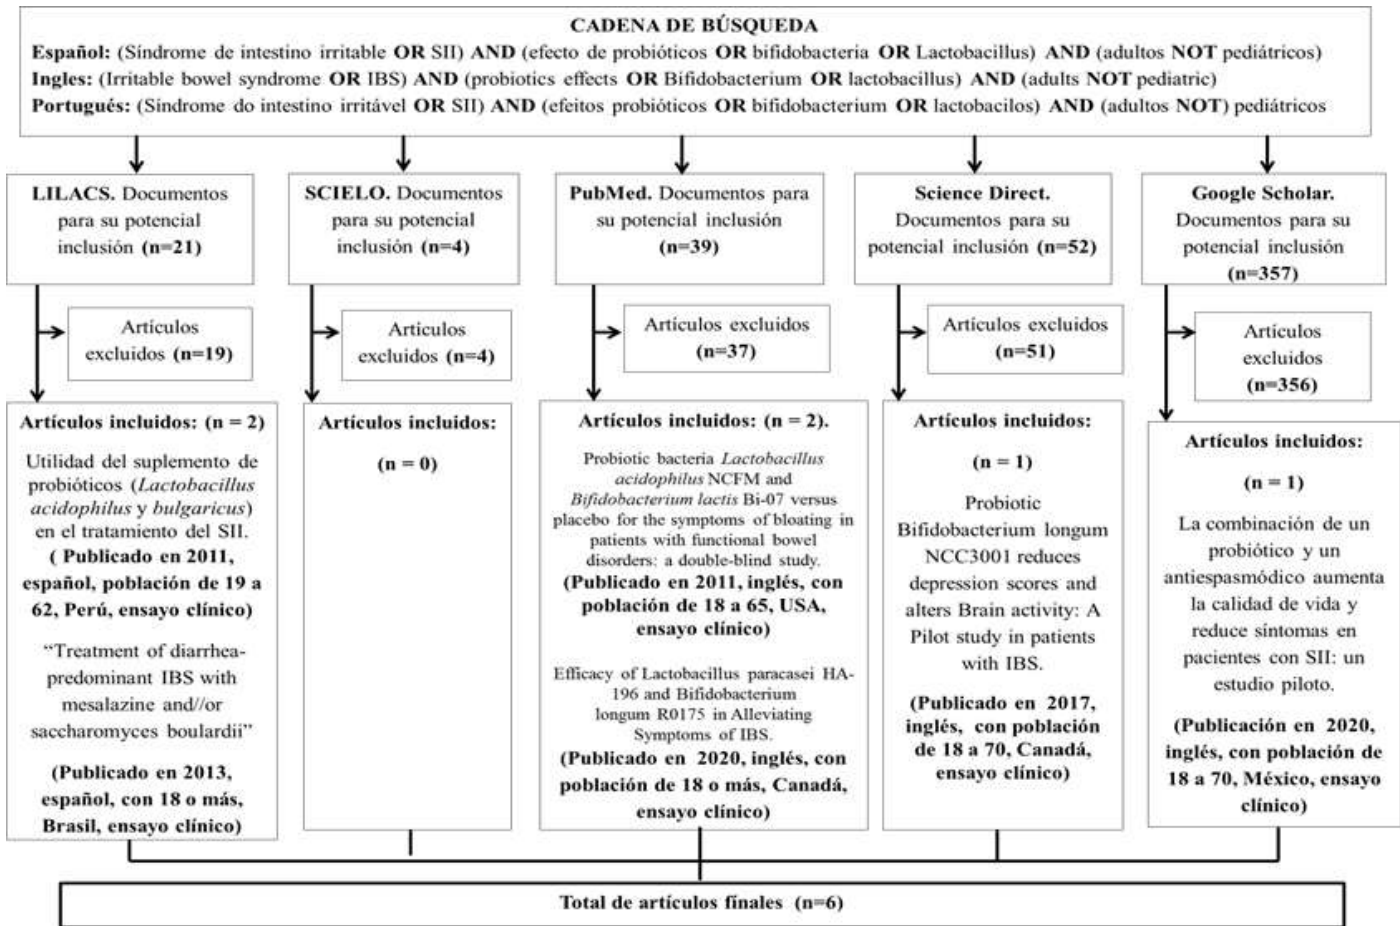 CADENA DE BÚSQUEDA
Español: (Síndrome de intestino irritable OR SII) AND (efecto de probióticos OR bifidobacteria OR Lactobacillus) AND (adultos NOT pediátricos)
Ingles: (Irritable bowel syndrome OR IBS) AND (probiotics effects OR Bifidobacterium OR lactobacillus) AND (adults NOT pediatric)
Portugués: (Síndrome do intestino irritável OR SII) AND (efeitos probióticos OR bifidobacterium OR lactobacilos) AND (adultos NOT) pediátricos
LILACS. Documentos
para su potencial
inclusión (n=21)
SCIELO. Documentos
para su potencial
inclusión (n=4)
PubMed. Documentos para
su potencial inclusión
(n=39)
Science Direct.
Documentos para su
potencial inclusión (n=52)
Google Scholar.
Documentos para su
potencial inclusión
(n=357)
Artículos
excluidos (n=19)
Artículos
excluidos (n=4)
Artículos excluidos
(n=37)
Artículos excluidos
(n=51)
Artículos
excluidos
(n=356)
Artículos incluidos: (n = 2)
Utilidad del suplemento de
probióticos (Lactobacillus
acidophilus y bulgaricus)
en el tratamiento del SII.
( Publicado en 2011,
español, población de 19 a
62, Perú, ensayo clínico)
“Treatment of diarrhea-
predominant IBS with
mesalazine and//or
saccharomyces boulardii”
(Publicado en 2013,
español, con 18 o más,
Brasil, ensayo clínico)
Artículos incluidos:
(n = 0)
Artículos incluidos: (n = 2).
Probiotic bacteria Lactobacillus
acidophilus NCFM and
Bifidobacterium lactis Bi-07 versus
placebo for the symptoms of bloating in
patients with functional bowel
disorders: a double-blind study.
(Publicado en 2011, inglés, con
población de 18 a 65, USA,
ensayo clínico)
Efficacy of Lactobacillus paracasei HA-
196 and Bifidobacterium
longum R0175 in Alleviating
Symptoms of IBS.
(Publicado en 2020, inglés, con
población de 18 o más, Canadá,
ensayo clínico)
Artículos incluidos:
(n = 1)
Probiotic
Bifidobacterium longum
NCC3001 reduces
depression scores and
alters Brain activity: A
Pilot study in patients
with IBS.
(Publicado en 2017,
inglés, con población
de 18 a 70, Canadá,
ensayo clínico)
Artículos incluidos:
(n = 1)
La combinación de un
probiótico y un
antiespasmódico aumenta
la calidad de vida y
reduce síntomas en
pacientes con SII: un
estudio piloto.
(Publicación en 2020,
inglés, con población de
18 a 70, México, ensayo
clínico)
Total de artículos finales (n=6)